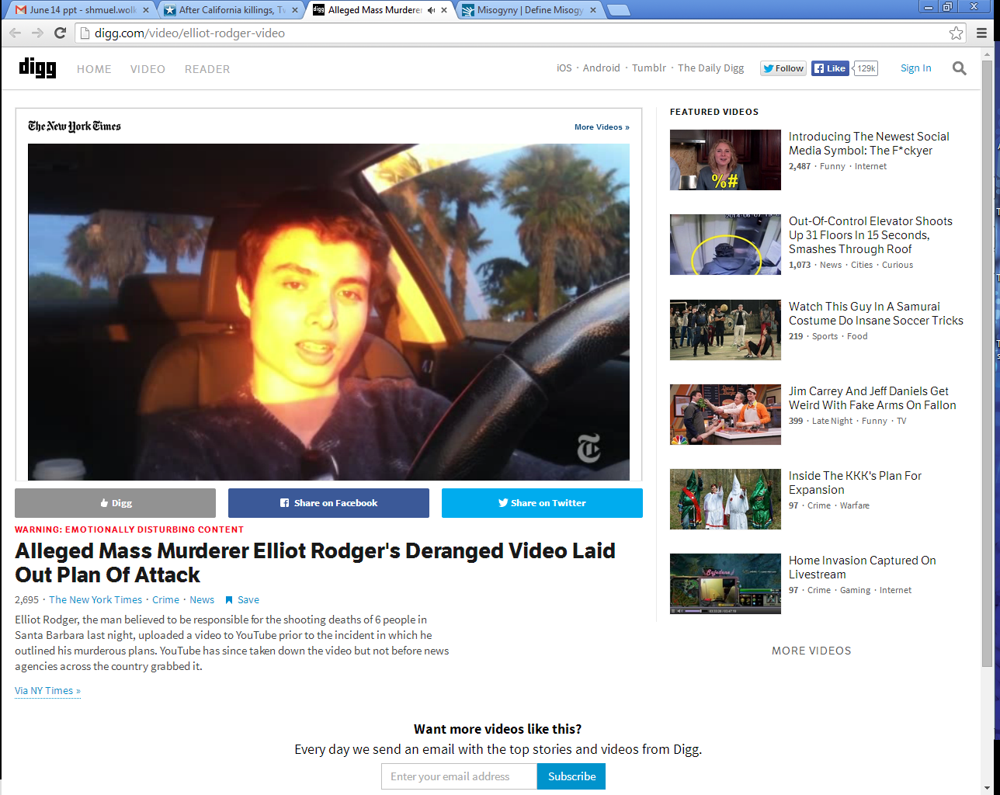 June 14 ppt - shmuel.wolk
After California killings, Tw
Alleged Mass Murderer
Misogyny | Define Misogy
digg.com/video/elliot-rodger-video
digg HOME VIDEO READER
iOS · Android · Tumblr · The Daily Digg Follow Like 129k Sign In
The New York Times
More Videos »
T
Digg
Share on Facebook
Share on Twitter
WARNING: EMOTIONALLY DISTURBING CONTENT
Alleged Mass Murderer Elliot Rodger's Deranged Video Laid
Out Plan Of Attack
2,695 · The New York Times · Crime · News Save
Elliot Rodger, the man believed to be responsible for the shooting deaths of 6 people in
Santa Barbara last night, uploaded a video to YouTube prior to the incident in which he
outlined his murderous plans. YouTube has since taken down the video but not before news
agencies across the country grabbed it.
Via NY Times »
FEATURED VIDEOS
%#
Introducing The Newest Social
Media Symbol: The F*ckyer
2,487 · Funny · Internet
Out-Of-Control Elevator Shoots
Up 31 Floors In 15 Seconds,
Smashes Through Roof
1,073 · News · Cities · Curious
Watch This Guy In A Samurai
Costume Do Insane Soccer Tricks
219 · Sports · Food
Jim Carrey And Jeff Daniels Get
Weird With Fake Arms On Fallon
399 · Late Night · Funny · TV
Inside The KKK's Plan For
Expansion
97 · Crime · Warfare
Home Invasion Captured On
Livestream
97 · Crime · Gaming · Internet
MORE VIDEOS
Want more videos like this?
Every day we send an email with the top stories and videos from Digg.
Enter your email address
Subscribe